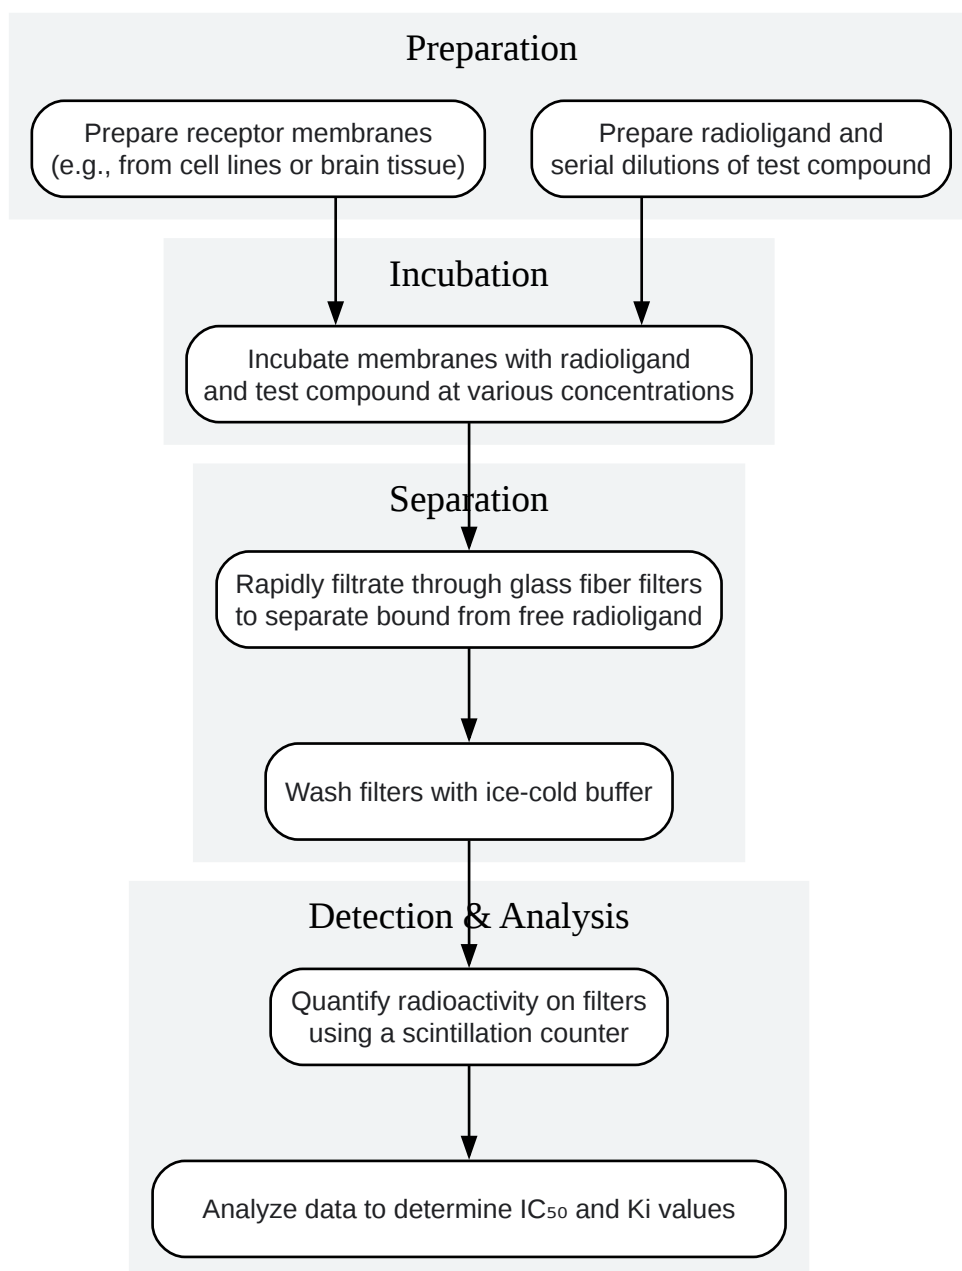 Preparation
Prepare receptor membranes
(e.g., from cell lines or brain tissue)
Prepare radioligand and
serial dilutions of test compound
Incubation
Incubate membranes with radioligand
and test compound at various concentrations
Separation
Rapidly filtrate through glass fiber filters
to separate bound from free radioligand
Wash filters with ice-cold buffer
Detection & Analysis
Quantify radioactivity on filters
using a scintillation counter
Analyze data to determine IC₅₀ and Ki values